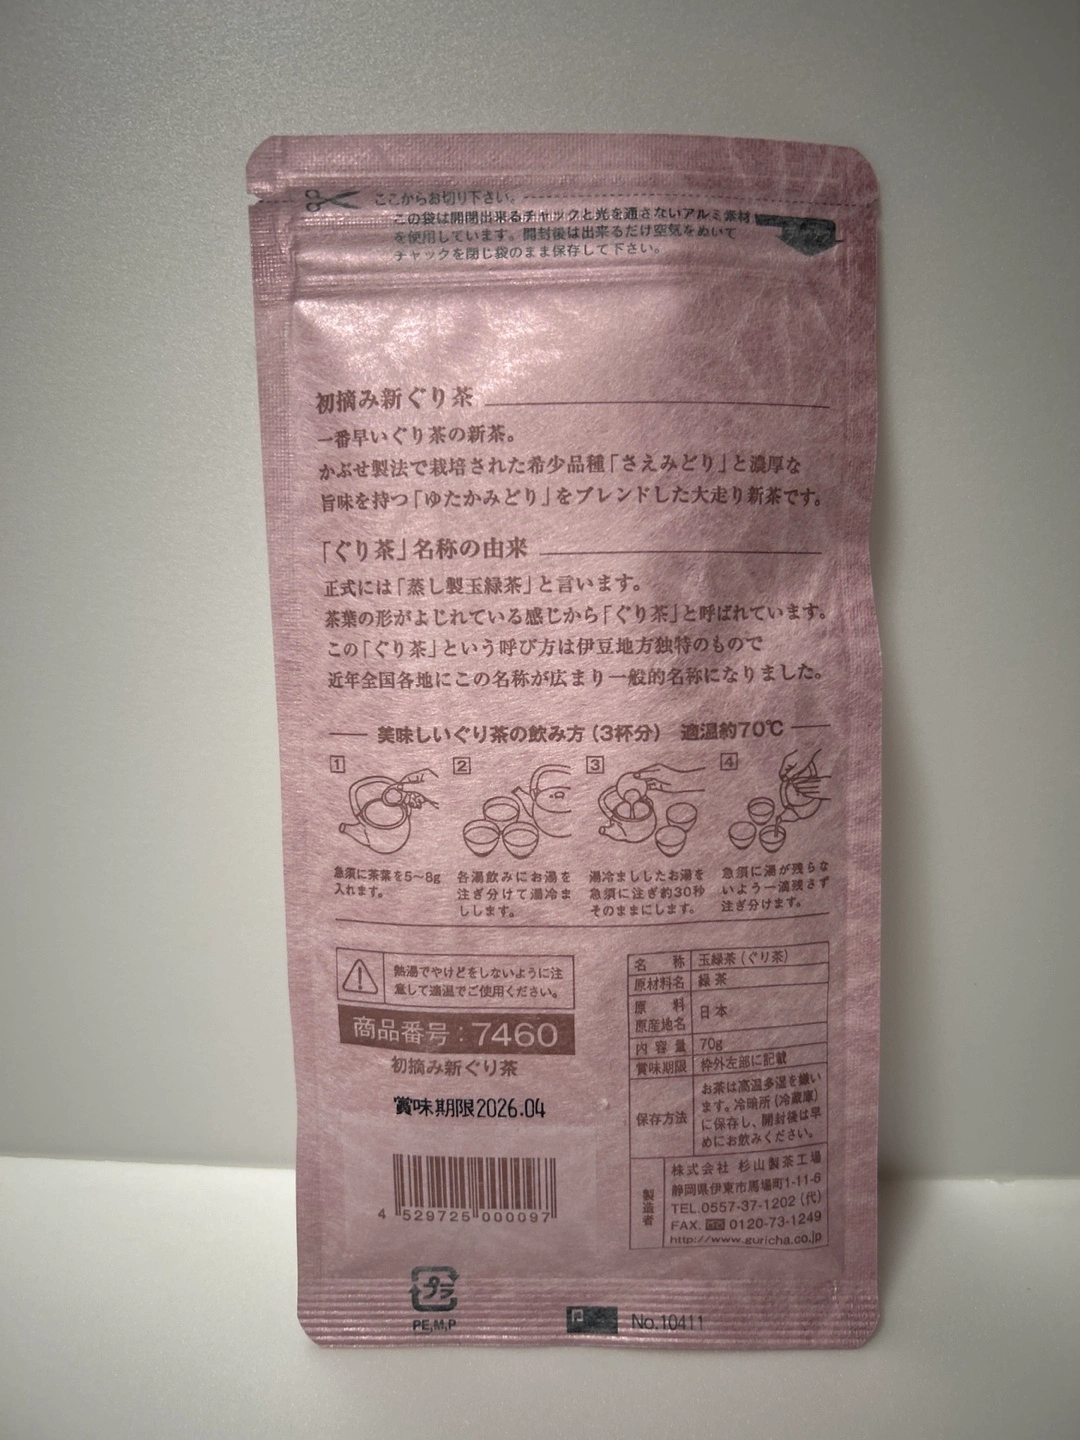 ここからお切り下さい。
この袋は開閉出来るチャックと光を通さないアルミ素材
を使用しています。開封後は出来るだけ空気をぬいて
チャックを閉じ袋のまま保存して下さい。
初摘み新ぐり茶
一番早いぐり茶の新茶。
かぶせ製法で栽培された希少品種「さえみどり」と濃厚な
旨味を持つ「ゆたかみどり」をブレンドした大走り新茶です。
「ぐり茶」名称の由来
正式には「蒸し製玉緑茶」と言います。
茶葉の形がよじれている感じから「ぐり茶」と呼ばれています。
この「ぐり茶」という呼び方は伊豆地方独特のもので
近年全国各地にこの名称が広まり一般的名称になりました。
美味しいぐり茶の飲み方(3杯分) 適温約70℃
1
急須に茶葉を5〜8g
入れます。
2
各湯飲みにお湯を
注ぎ分けて湯冷ま
しします。
3
湯冷まししたお湯を
急須に注ぎ約30秒
そのままにします。
4
急須に湯が残らな
いよう一滴残さず
注ぎ分けます。
熱湯でやけどをしないように注
意して適温でご使用ください。
商品番号:7460
初摘み新ぐり茶
賞味期限2026.04
4 529725 000097
名称 玉緑茶(ぐり茶)
原材料名 緑茶
原料
原産地名 日本
内容量 70g
賞味期限 枠外左部に記載
保存方法 お茶は高温多湿を嫌い
ます。冷暗所(冷蔵庫)
に保存し、開封後は早
めにお飲みください。
製造者 株式会社 杉山製茶工場
静岡県伊東市馬場町1-11-6
TEL.0557-37-1202(代)
FAX. 0120-73-1249
http://www.guricha.co.jp
プラ
PE,M,P
P
No.10411